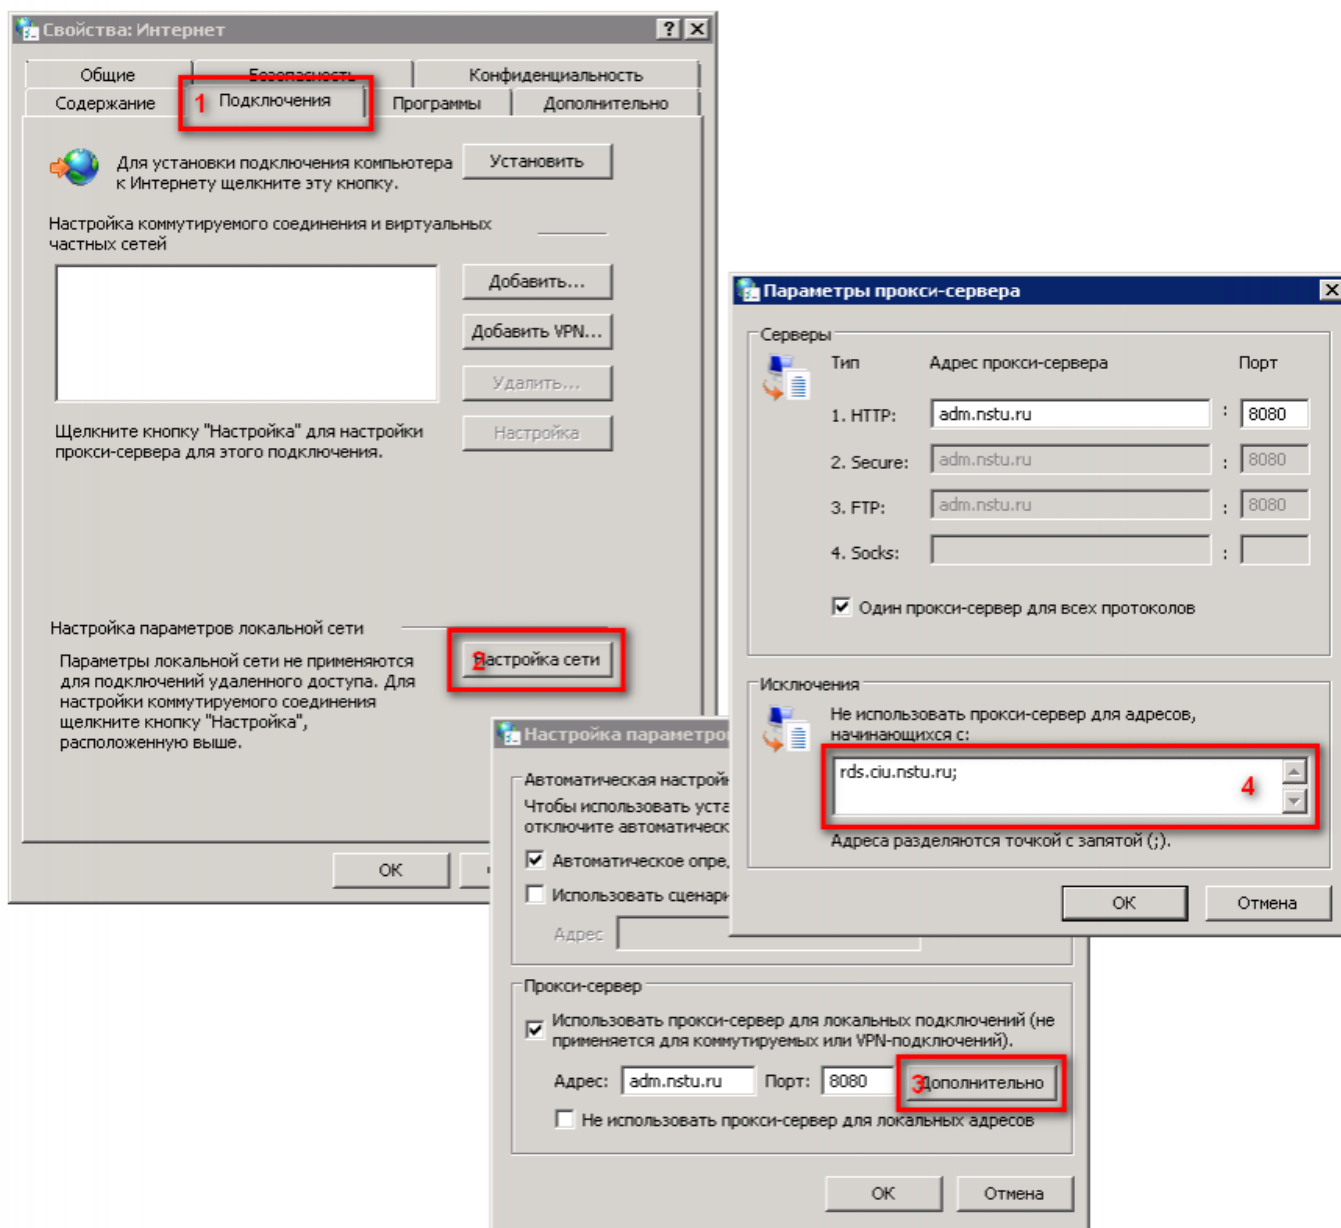 Свойства: Интернет
Общие
Безопасность
Конфиденциальность
Содержание
1
Подключения
Программы
Дополнительно
Для установки подключения компьютера
к Интернету щелкните эту кнопку.
Установить
Настройка коммутируемого соединения и виртуальных
частных сетей
Добавить...
Добавить VPN...
Удалить...
Настройка
Щелкните кнопку "Настройка" для настройки
прокси-сервера для этого подключения.
Настройка параметров локальной сети
Параметры локальной сети не применяются
для подключений удаленного доступа. Для
настройки коммутируемого соединения
щелкните кнопку "Настройка",
расположенную выше.
2
Настройка сети
OK
Параметры прокси-сервера
Серверы
Тип
Адрес прокси-сервера
Порт
1. HTTP:
adm.nstu.ru
:
8080
2. Secure:
adm.nstu.ru
:
8080
3. FTP:
adm.nstu.ru
:
8080
4. Socks:
:
Один прокси-сервер для всех протоколов
Исключения
Не использовать прокси-сервер для адресов,
начинающихся с:
rds.ciu.nstu.ru;
4
Адреса разделяются точкой с запятой (;).
OK
Отмена
Настройка параметро
Автоматическая настрой
Чтобы использовать уста
отключите автоматическ
Автоматическое опре
Использовать сценар
Адрес
Прокси-сервер
Использовать прокси-сервер для локальных подключений (не
применяется для коммутируемых или VPN-подключений).
Адрес:
adm.nstu.ru
Порт:
8080
3
Дополнительно
Не использовать прокси-сервер для локальных адресов
OK
Отмена